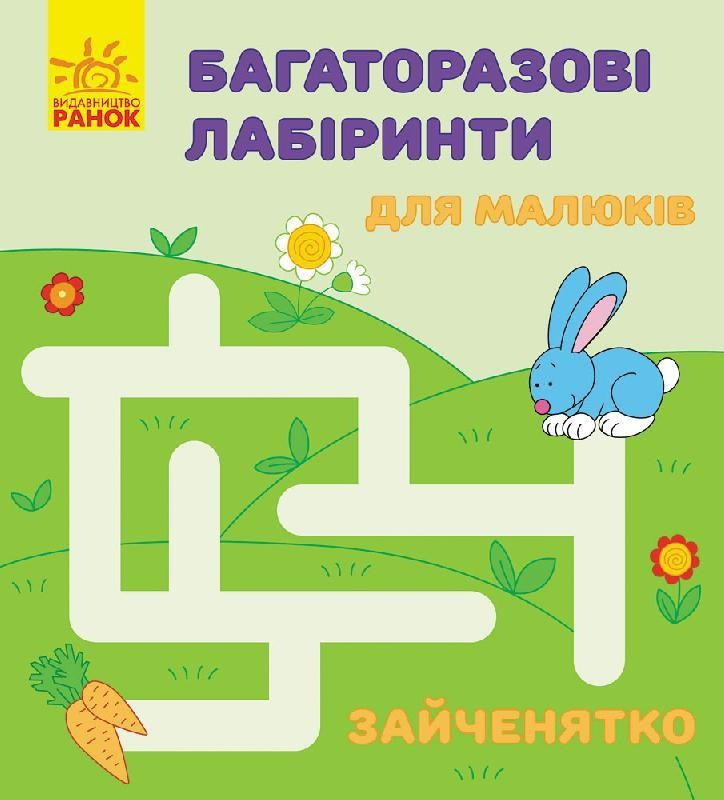 ВИДАВНИЦТВО
РАНОК
БАГАТОРАЗОВІ
ЛАБІРИНТИ
ДЛЯ МАЛЮКІВ
ЗАЙЧЕНЯТКО